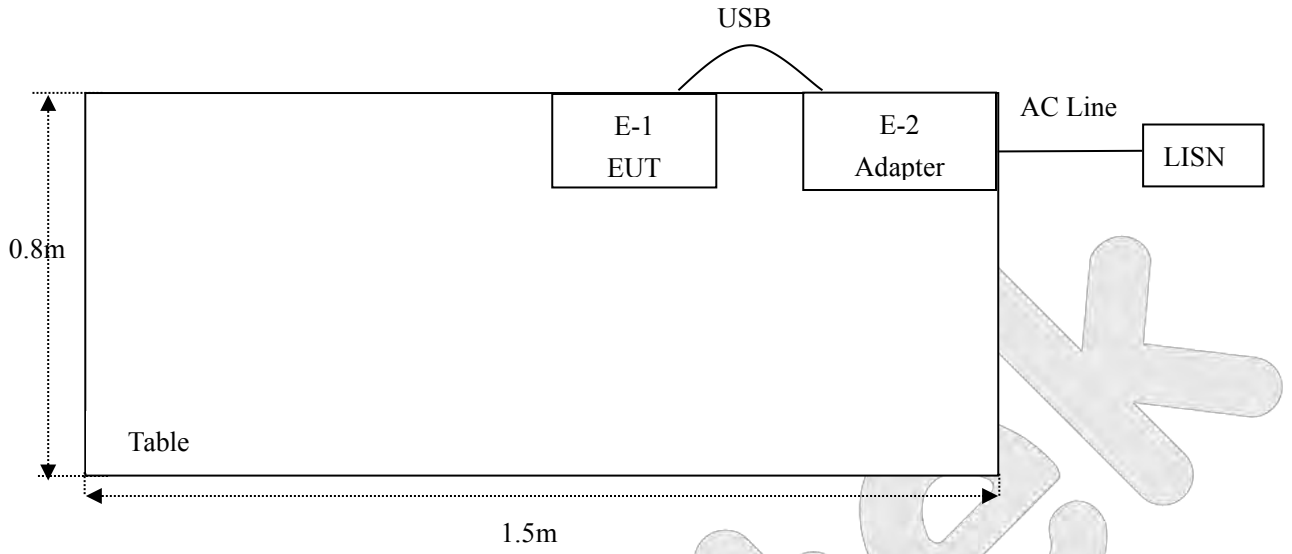 USB
E-1
EUT
E-2
Adapter
AC Line
LISN
0.8m
Table
1.5m